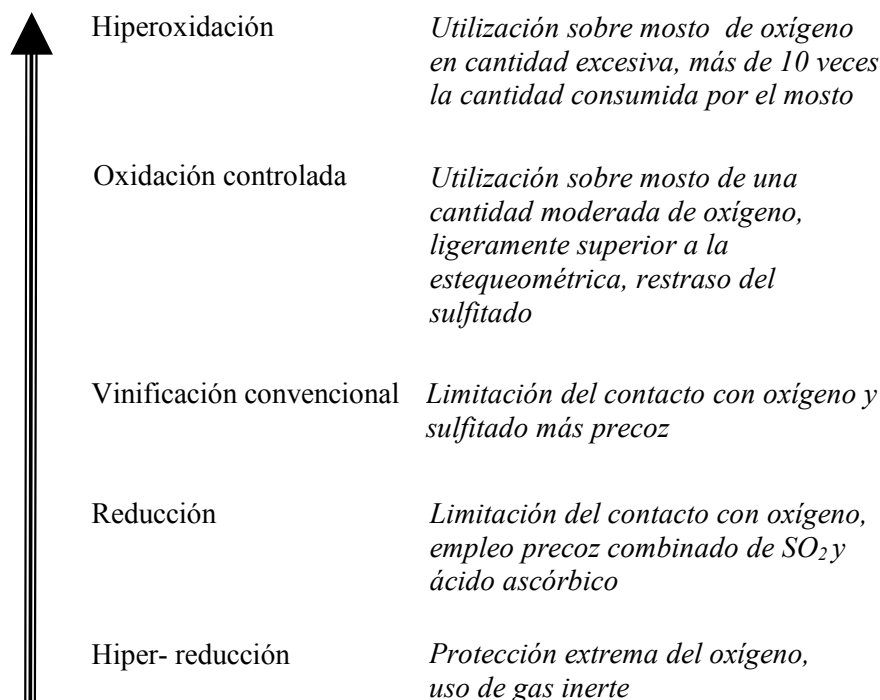 Hiperoxidación
Utilización sobre mosto de oxígeno
en cantidad excesiva, más de 10 veces
la cantidad consumida por el mosto
Oxidación controlada
Utilización sobre mosto de una
cantidad moderada de oxígeno,
ligeramente superior a la
estequeométrica, restraso del
sulfitado
Vinificación convencional
Limitación del contacto con oxígeno y
sulfitado más precoz
Reducción
Limitación del contacto con oxígeno,
empleo precoz combinado de SO₂ y
ácido ascórbico
Hiper- reducción
Protección extrema del oxígeno,
uso de gas inerte